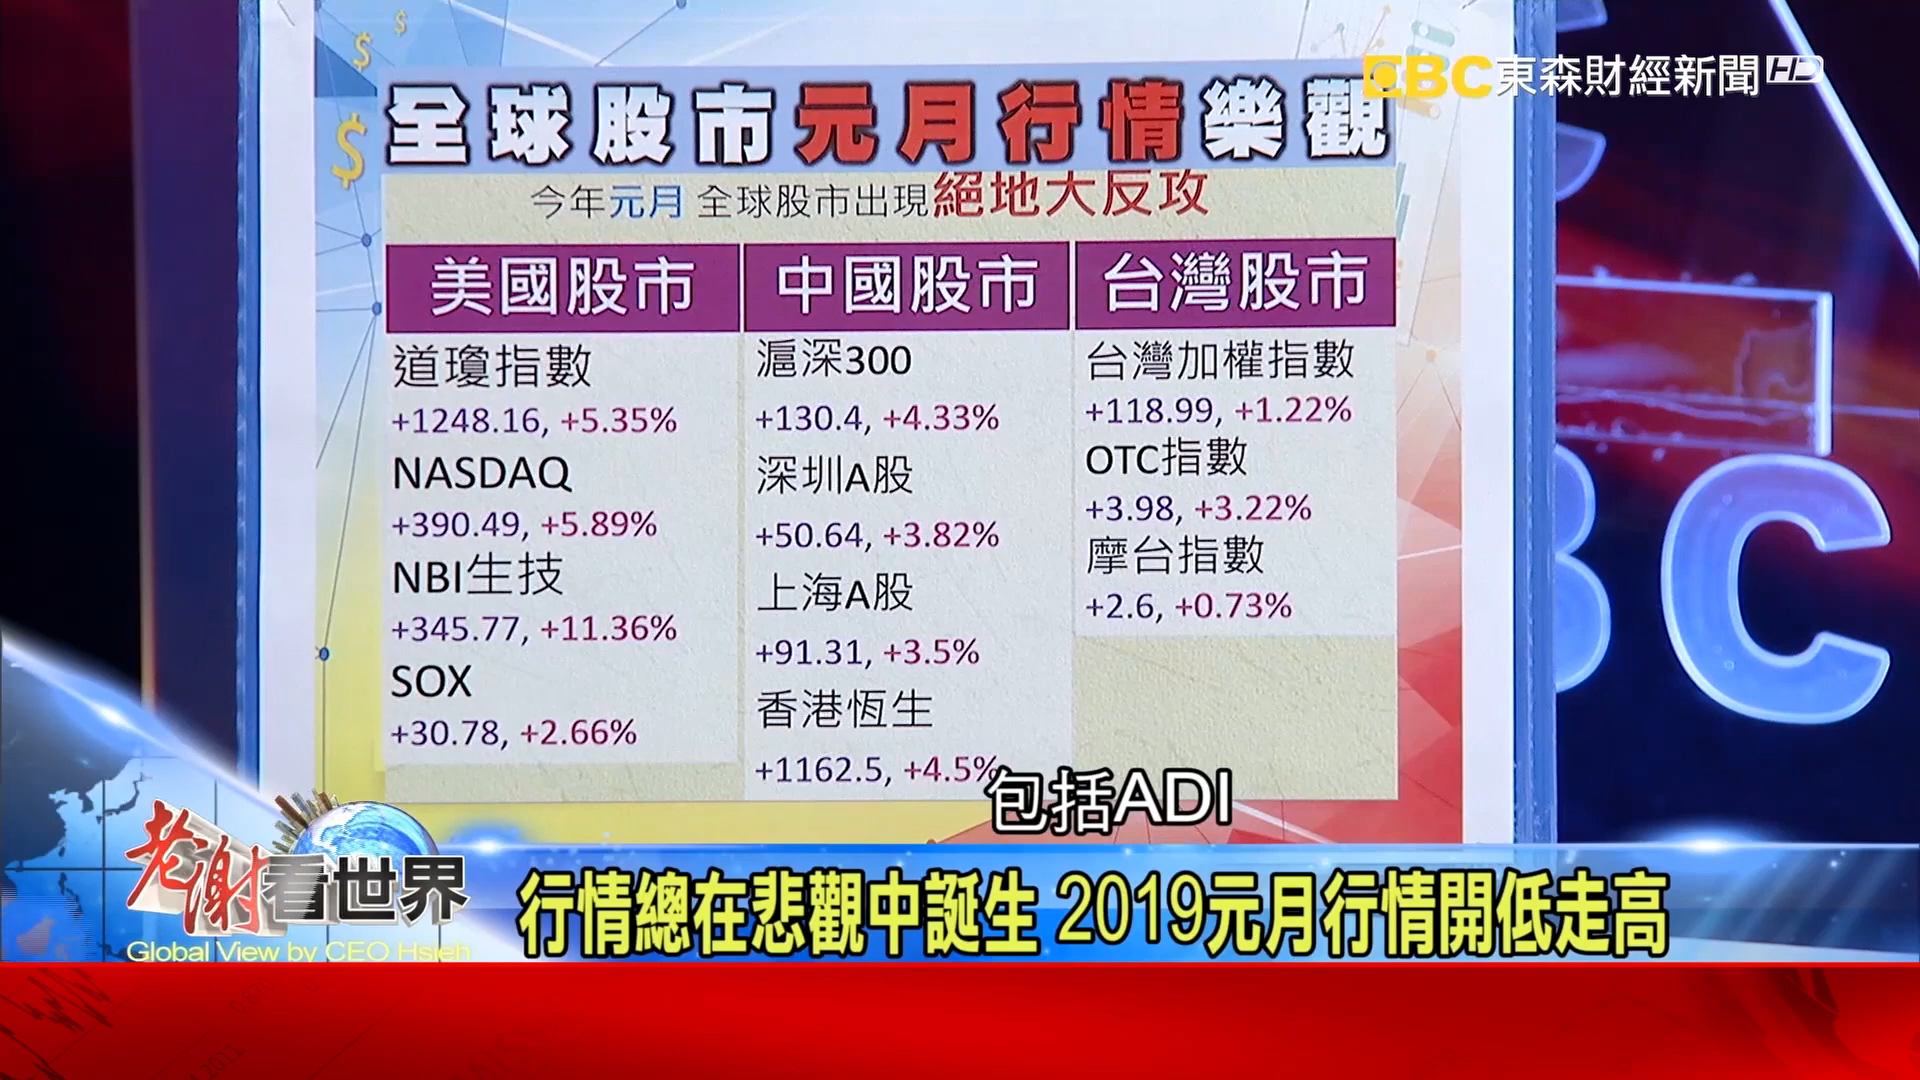 EBC東森財經新聞HD
全球股市元月行情樂觀
今年元月 全球股市出現絕地大反攻
美國股市
道瓊指數
+1248.16, +5.35%
NASDAQ
+390.49, +5.89%
NBI生技
+345.77, +11.36%
SOX
+30.78, +2.66%
中國股市
滬深300
+130.4, +4.33%
深圳A股
+50.64, +3.82%
上海A股
+91.31, +3.5%
香港恆生
+1162.5, +4.5%
台灣股市
台灣加權指數
+118.99, +1.22%
OTC指數
+3.98, +3.22%
摩台指數
+2.6, +0.73%
包括ADI
老謝看世界
Global View by CEO Hsieh
行情總在悲觀中誕生 2019元月行情開低走高